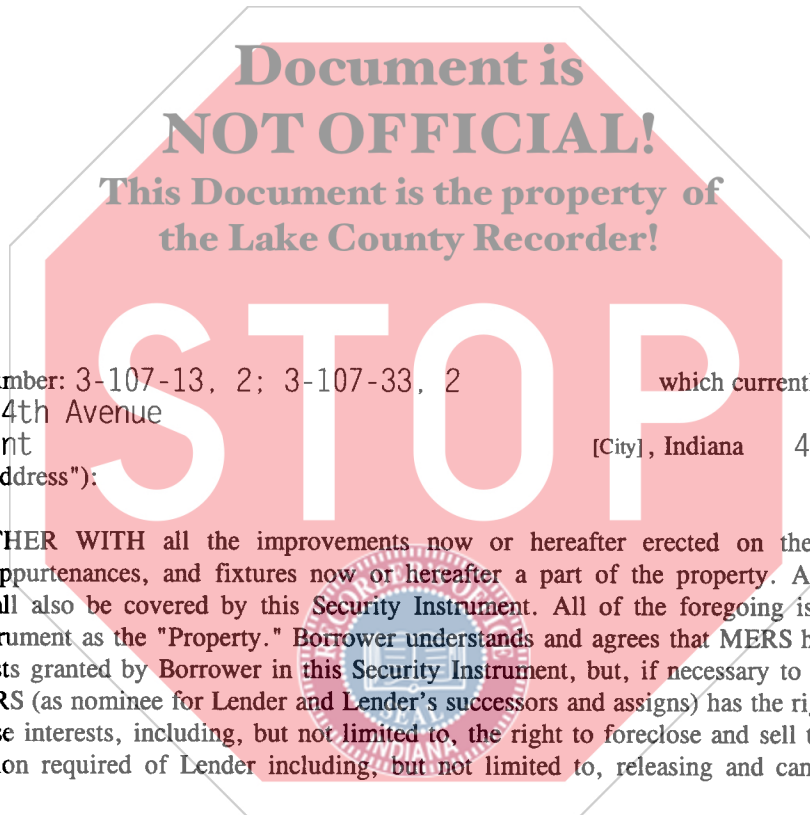 Document is
NOT OFFICIAL!
This Document is the property of
the Lake County Recorder!
STOP
mber: 3-107-13, 2; 3-107-33, 2 which current
4th Avenue
nt [City], Indiana 4
ddress"):
HER WITH all the improvements now or hereafter erected on the
ppurtenances, and fixtures now or hereafter a part of the property. A
ll also be covered by this Security Instrument. All of the foregoing is
rument as the "Property." Borrower understands and agrees that MERS h
sts granted by Borrower in this Security Instrument, but, if necessary to
RS (as nominee for Lender and Lender's successors and assigns) has the ri
se interests, including, but not limited to, the right to foreclose and sell t
on required of Lender including, but not limited to, releasing and can
SEAL
INDIANA